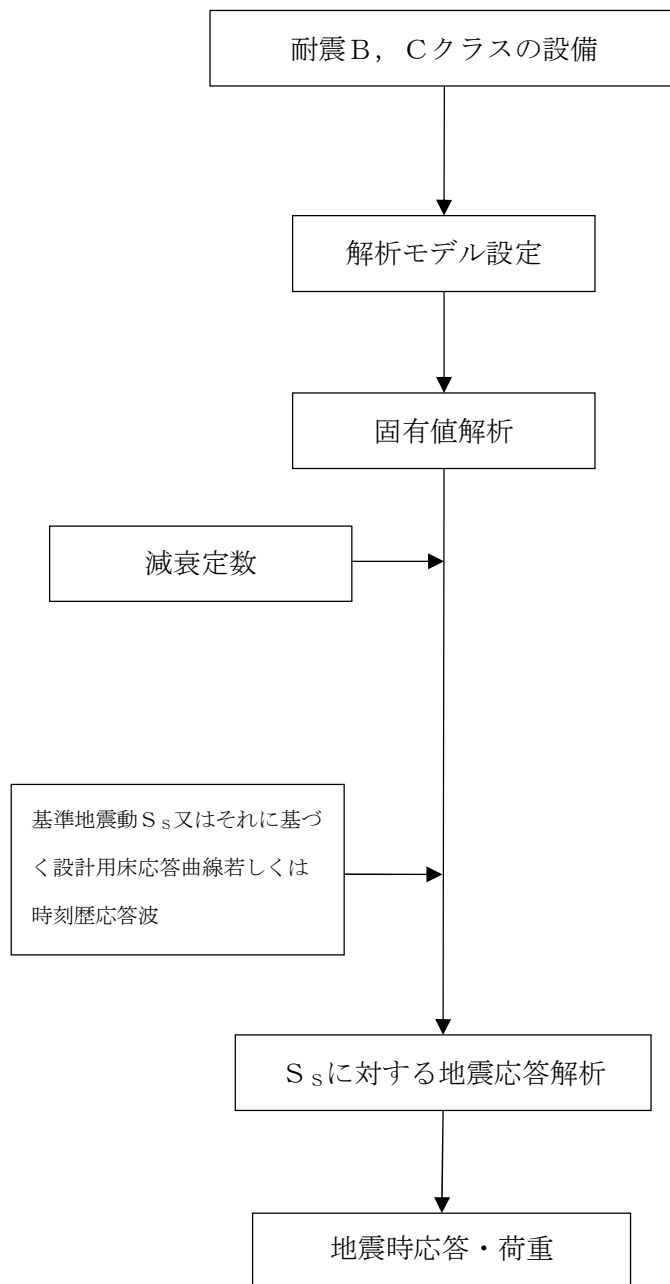 耐震Ｂ，Ｃクラスの設備
解析モデル設定
固有値解析
減衰定数
基準地震動Ｓｓ又はそれに基づ
く設計用床応答曲線若しくは
時刻歴応答波
Ｓｓに対する地震応答解析
地震時応答・荷重